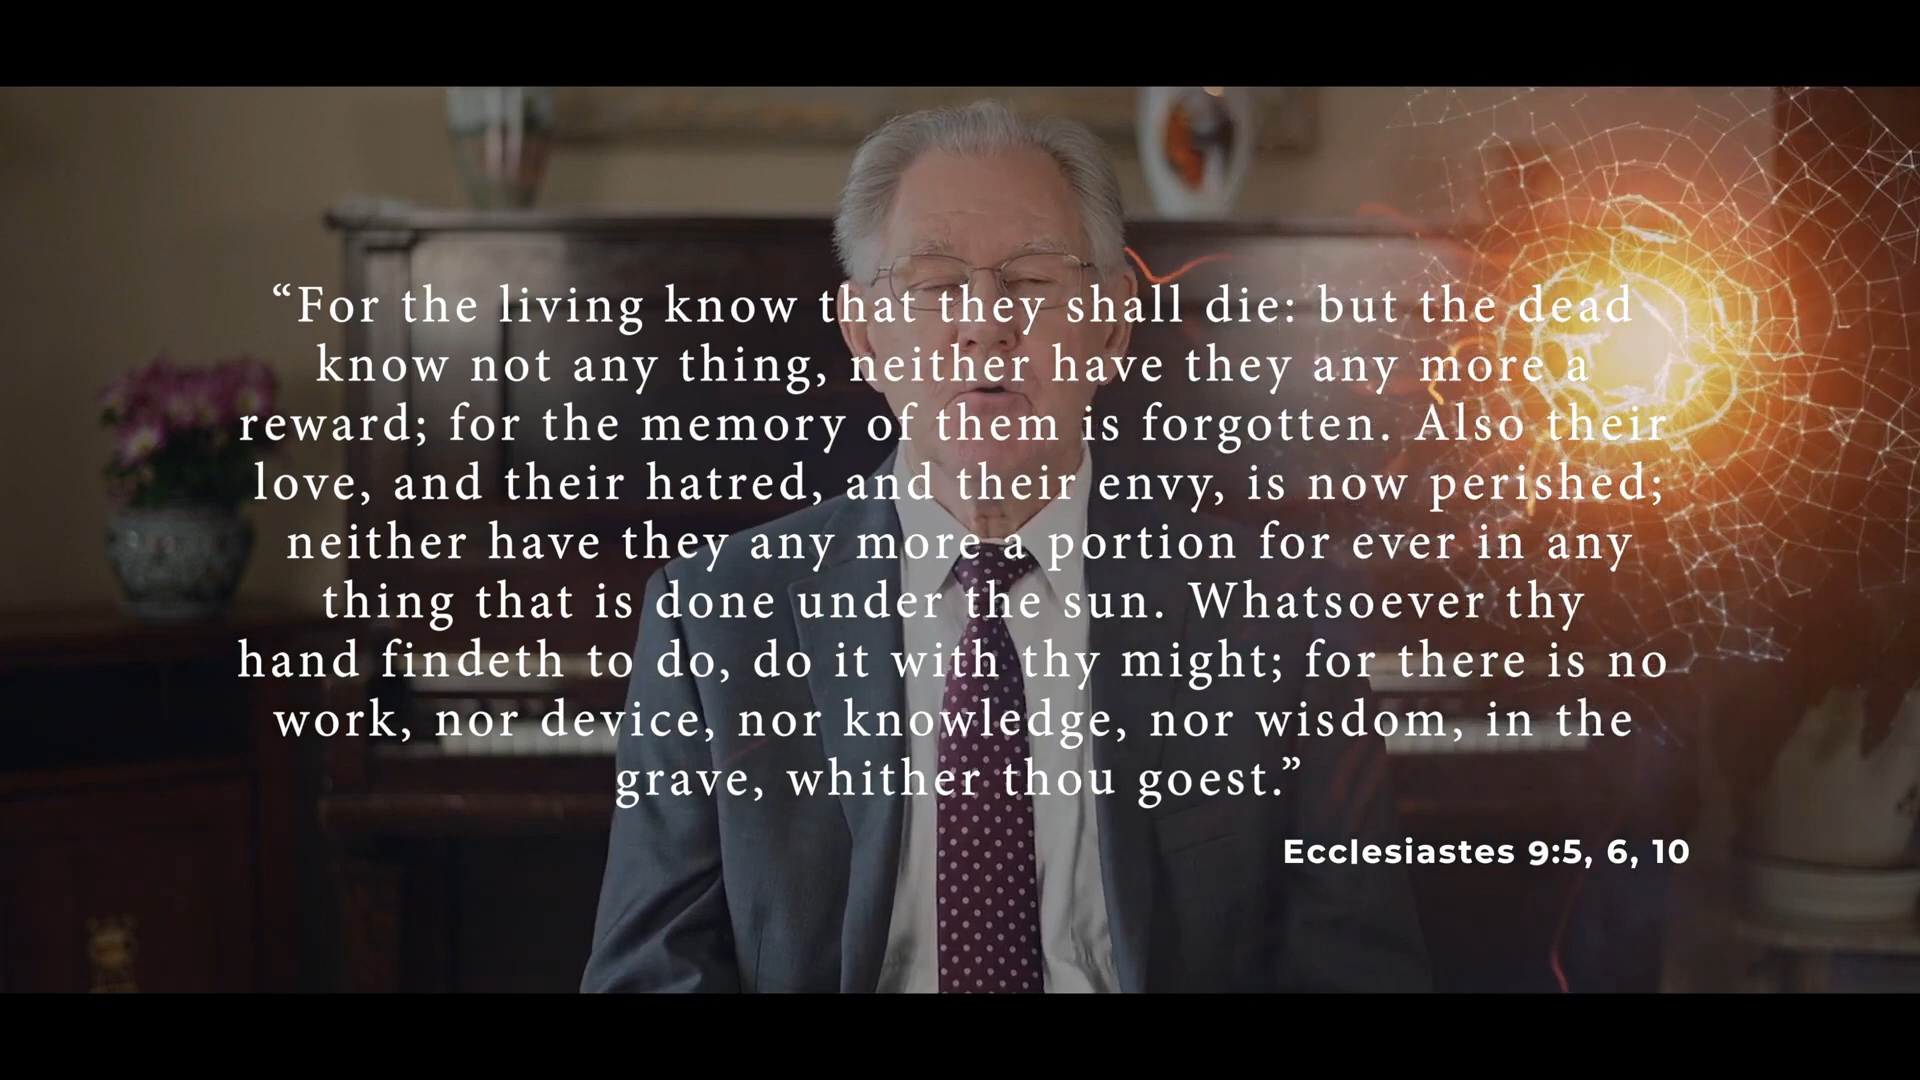 “For the living know that they shall die: but the dead
know not any thing, neither have they any more a
reward; for the memory of them is forgotten. Also their
love, and their hatred, and their envy, is now perished;
neither have they any more a portion for ever in any
thing that is done under the sun. Whatsoever thy
hand findeth to do, do it with thy might; for there is no
work, nor device, nor knowledge, nor wisdom, in the
grave, whither thou goest.”
Ecclesiastes 9:5, 6, 10